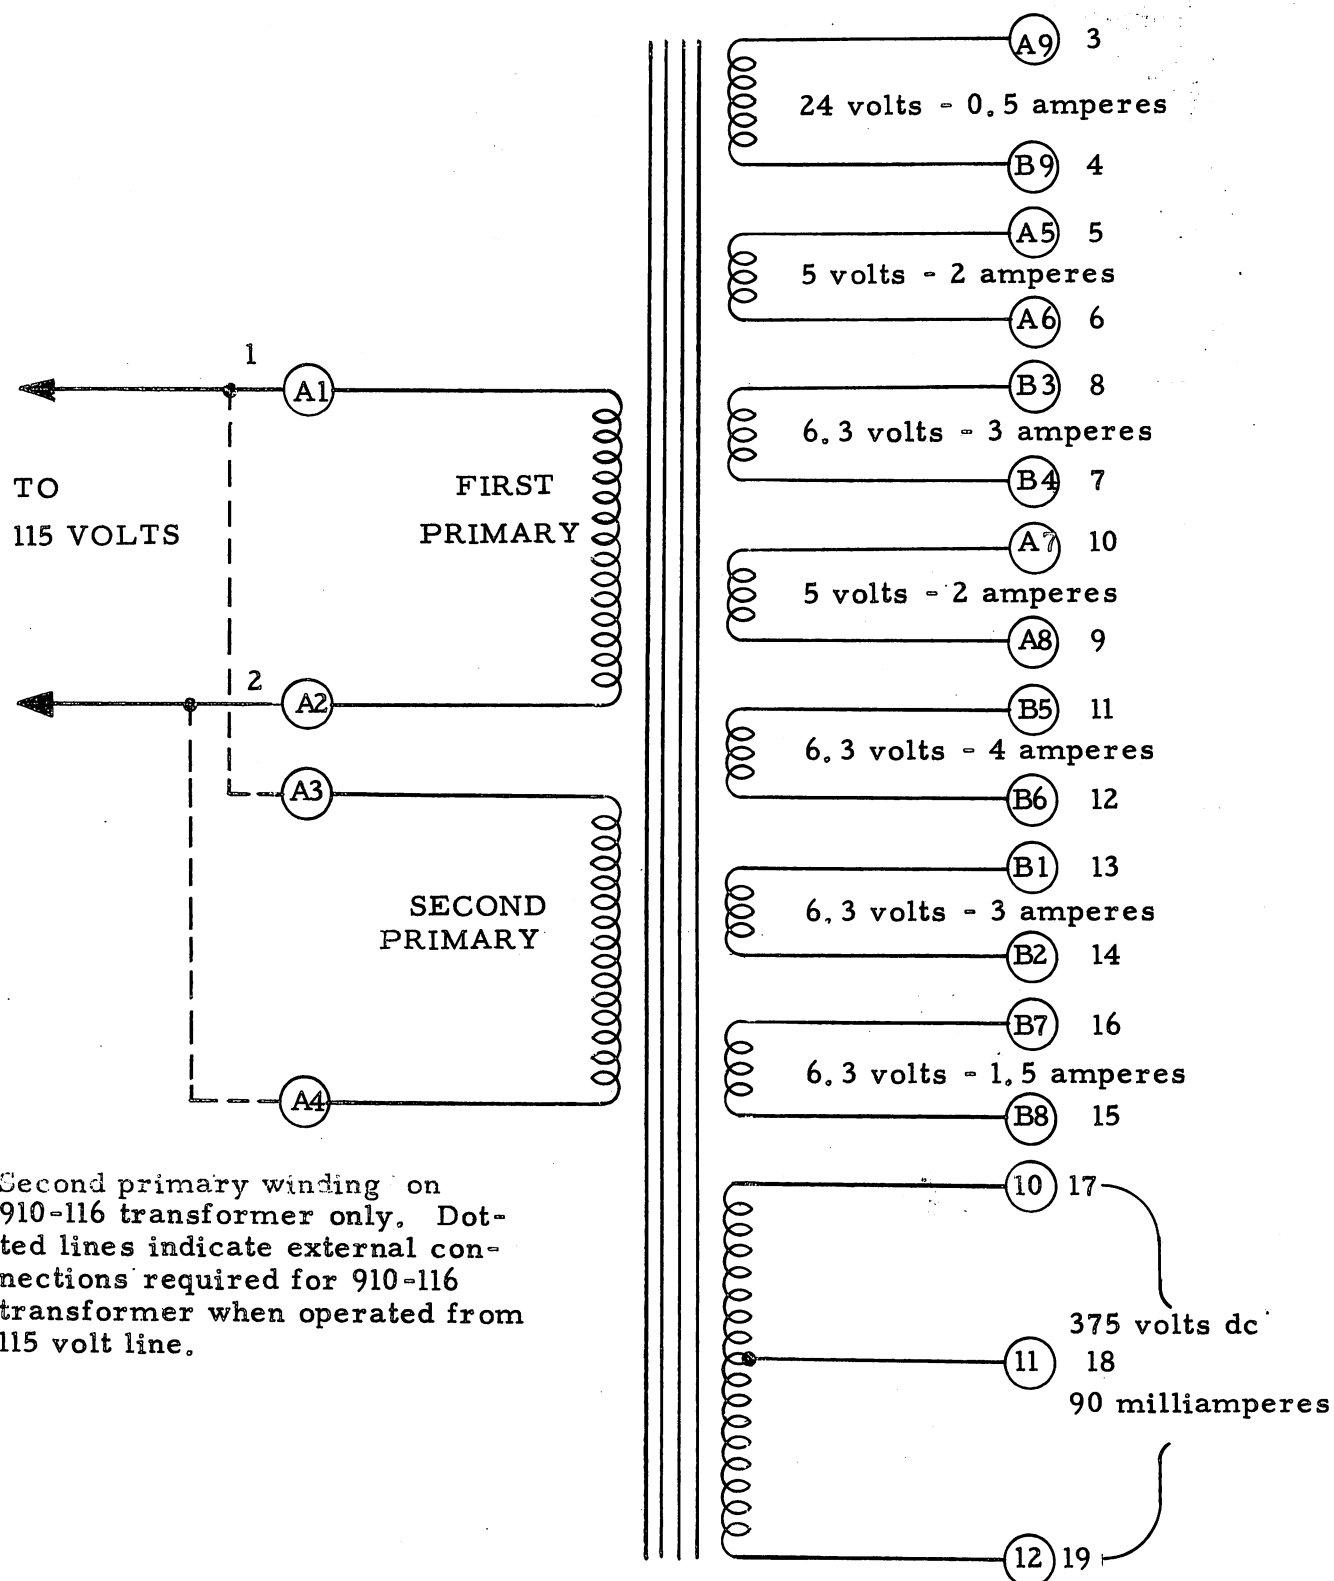 A9 3
24 volts - 0.5 amperes
B9 4
A5 5
5 volts - 2 amperes
A6 6
B3 8
6.3 volts - 3 amperes
B4 7
A7 10
5 volts - 2 amperes
A8 9
B5 11
6.3 volts - 4 amperes
B6 12
B1 13
6.3 volts - 3 amperes
B2 14
B7 16
6.3 volts - 1.5 amperes
B8 15
10 17
375 volts dc
11 18
90 milliamperes
12 19
1
A1
TO
115 VOLTS
FIRST
PRIMARY
2
A2
A3
SECOND
PRIMARY
A4
Second primary winding on
910-116 transformer only. Dot-
ted lines indicate external con-
nections required for 910-116
transformer when operated from
115 volt line.